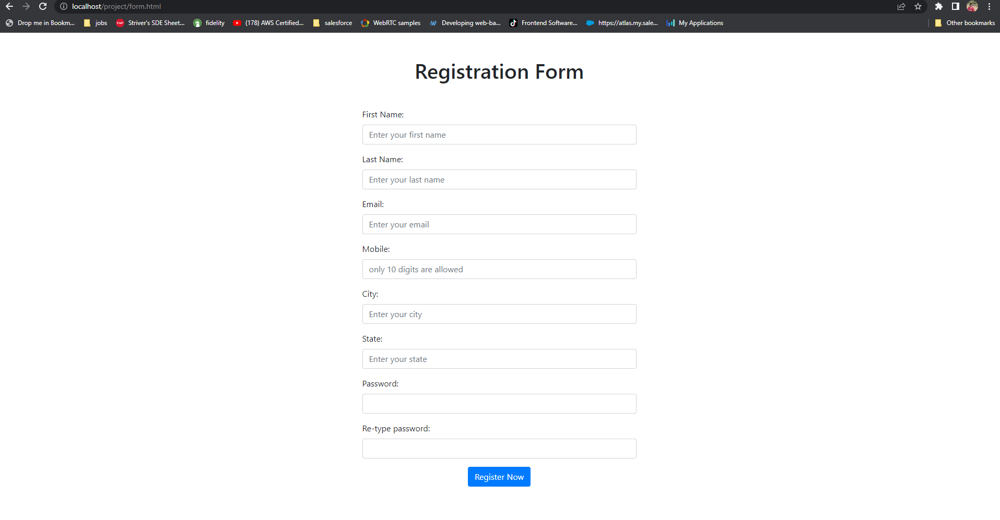 localhost/project/form.html
Drop me in Bookm... jobs Striver's SDE Sheet... fidelity (178) AWS Certified... salesforce WebRTC samples Developing web-ba... Frontend Software... https://atlas.my.sale... My Applications Other bookmarks
Registration Form
First Name:
Enter your first name
Last Name:
Enter your last name
Email:
Enter your email
Mobile:
only 10 digits are allowed
City:
Enter your city
State:
Enter your state
Password:
Re-type password:
Register Now